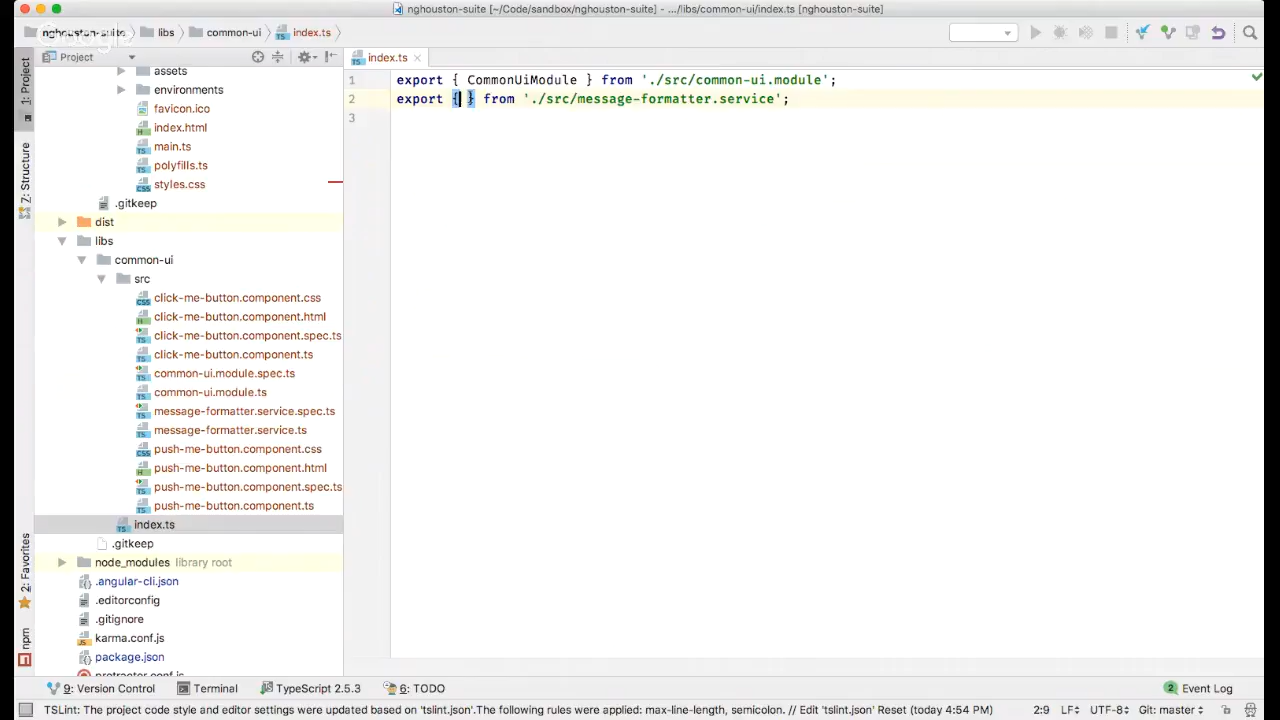 nghouston-suite [~/Code/sandbox/nghouston-suite] - .../libs/common-ui/index.ts [nghouston-suite]
nghouston-suite libs common-ui index.ts
Project
index.ts
1: Project
7: Structure
2: Favorites
npm
assets
environments
favicon.ico
index.html
main.ts
polyfills.ts
styles.css
.gitkeep
dist
libs
common-ui
src
click-me-button.component.css
click-me-button.component.html
click-me-button.component.spec.ts
click-me-button.component.ts
common-ui.module.spec.ts
common-ui.module.ts
message-formatter.service.spec.ts
message-formatter.service.ts
push-me-button.component.css
push-me-button.component.html
push-me-button.component.spec.ts
push-me-button.component.ts
index.ts
.gitkeep
node_modules library root
.angular-cli.json
.editorconfig
.gitignore
karma.conf.js
package.json
protractor.conf.js
1 export { CommonUiModule } from './src/common-ui.module';
2 export { } from './src/message-formatter.service';
3
9: Version Control Terminal TypeScript 2.5.3 6: TODO 2 Event Log
TSLint: The project code style and editor settings were updated based on 'tslint.json'.The following rules were applied: max-line-length, semicolon. // Edit 'tslint.json' Reset (today 4:54 PM) 2:9 LF UTF-8 Git: master